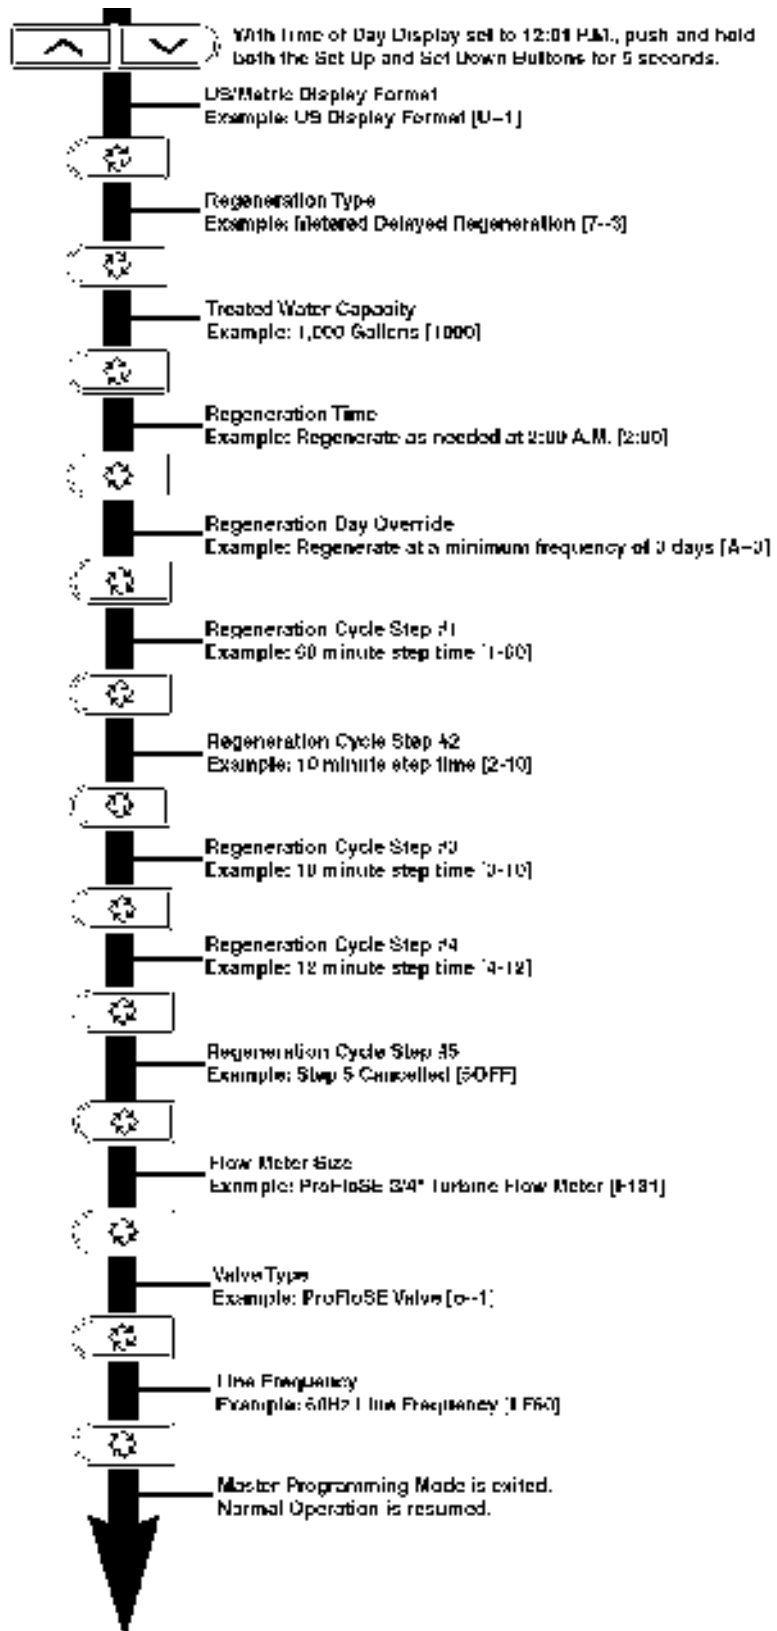 With Time of Day Display set to 12:01 P.M., push and hold
both the Set Up and Set Down Buttons for 5 seconds.
US/Metric Display Format
Example: US Display Format [U--1]
Regeneration Type
Example: Metered Delayed Regeneration [7--3]
Treated Water Capacity
Example: 1,000 Gallons [1000]
Regeneration Time
Example: Regenerate as needed at 2:00 A.M. [2:00]
Regeneration Day Override
Example: Regenerate at a minimum frequency of days
Regeneration Cycle Step #1
Example: minute step time
Regeneration Cycle Step #2
Example: 10 minute step time [2-10]
Regeneration Cycle Step #3
Example: 10 minute step time [3-10]
Regeneration Cycle Step #4
Example: 12 minute step time [4-12]
Regeneration Cycle Step #5
Example: Step 5 Cancelled [5OFF]
Flow Meter Size
Example: ProFloSE 3/4" Turbine Flow Meter
Valve Type
Example: ProFloSE Valve [o--1]
Line Frequency
Example: 60Hz Line Frequency [LF60]
Master Programming Mode is exited.
Normal Operation is resumed.